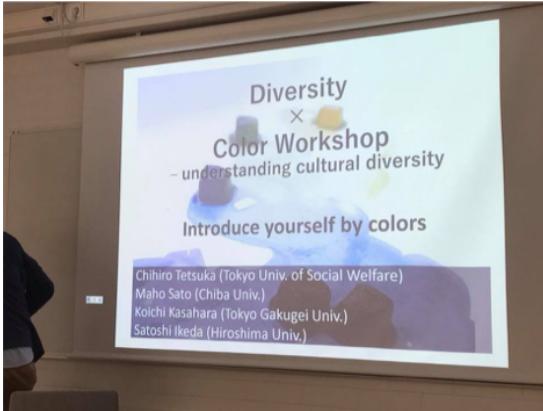 Diversity
×
Color Workshop
– understanding cultural diversity
Introduce yourself by colors
Chihiro Tetsuka (Tokyo Univ. of Social Welfare)
Maho Sato (Chiba Univ.)
Koichi Kasahara (Tokyo Gakugei Univ.)
Satoshi Ikeda (Hiroshima Univ.)